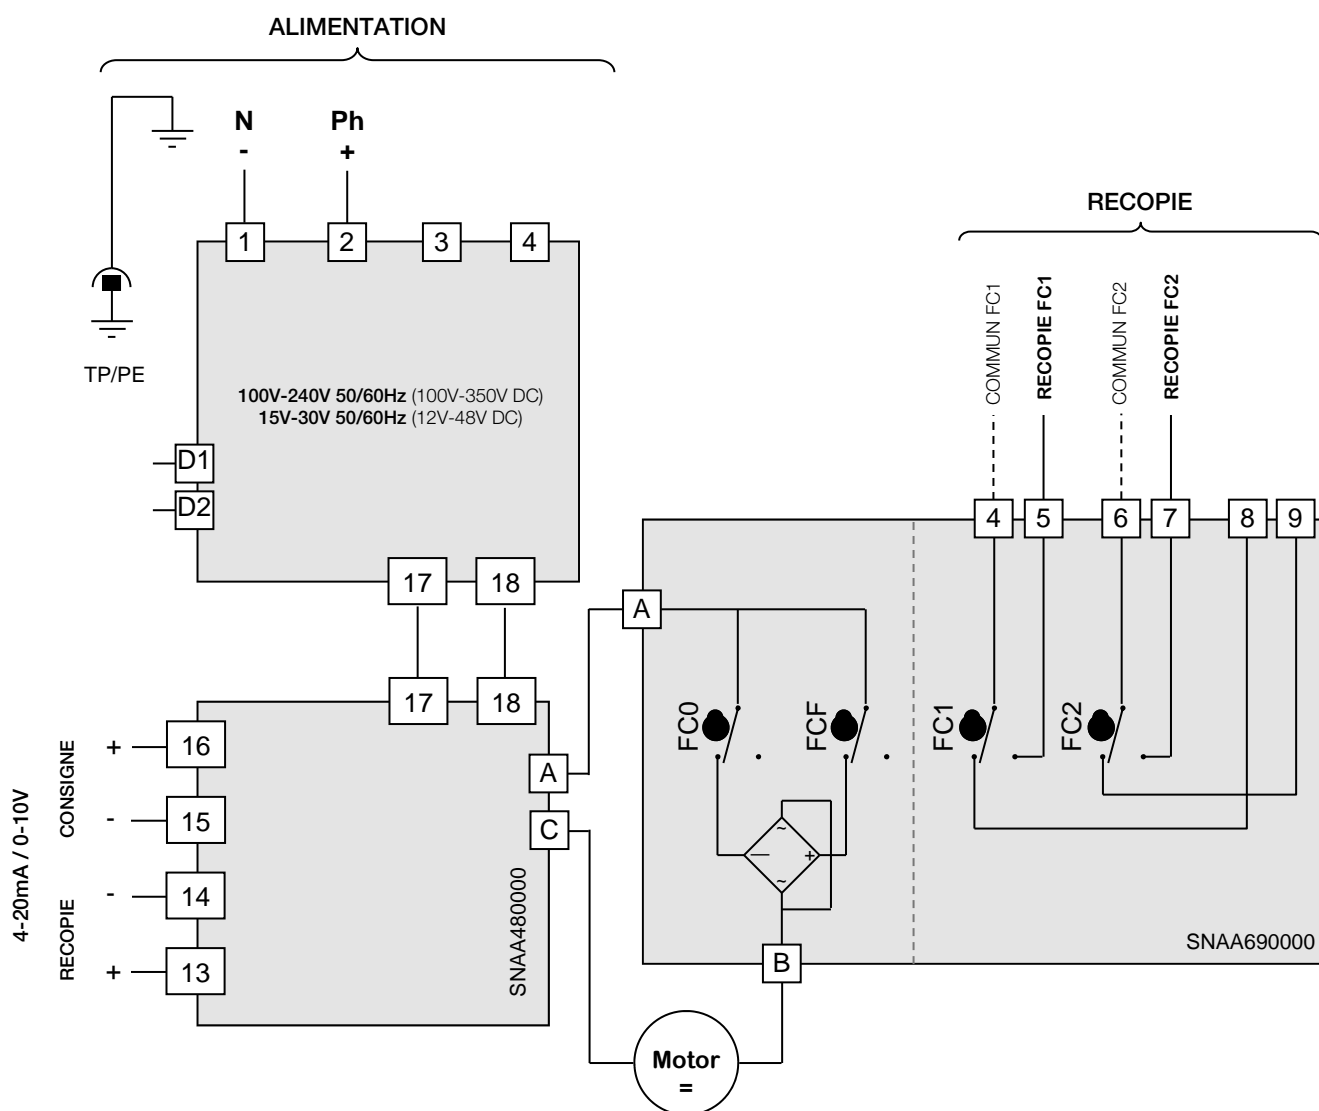 ALIMENTATION
N
-
Ph
+
1
2
3
4
TP/PE
100V-240V 50/60Hz (100V-350V DC)
15V-30V 50/60Hz (12V-48V DC)
D1
D2
17
18
17
18
4-20mA / 0-10V
CONSIGNE
RECOPIE
+
16
-
15
-
14
+
13
A
C
SNAA480000
RECOPIE
COMMUN FC1
RECOPIE FC1
COMMUN FC2
RECOPIE FC2
4
5
6
7
8
9
A
FC0
FCF
FC1
FC2
~
—
+
~
B
SNAA690000
Motor
=